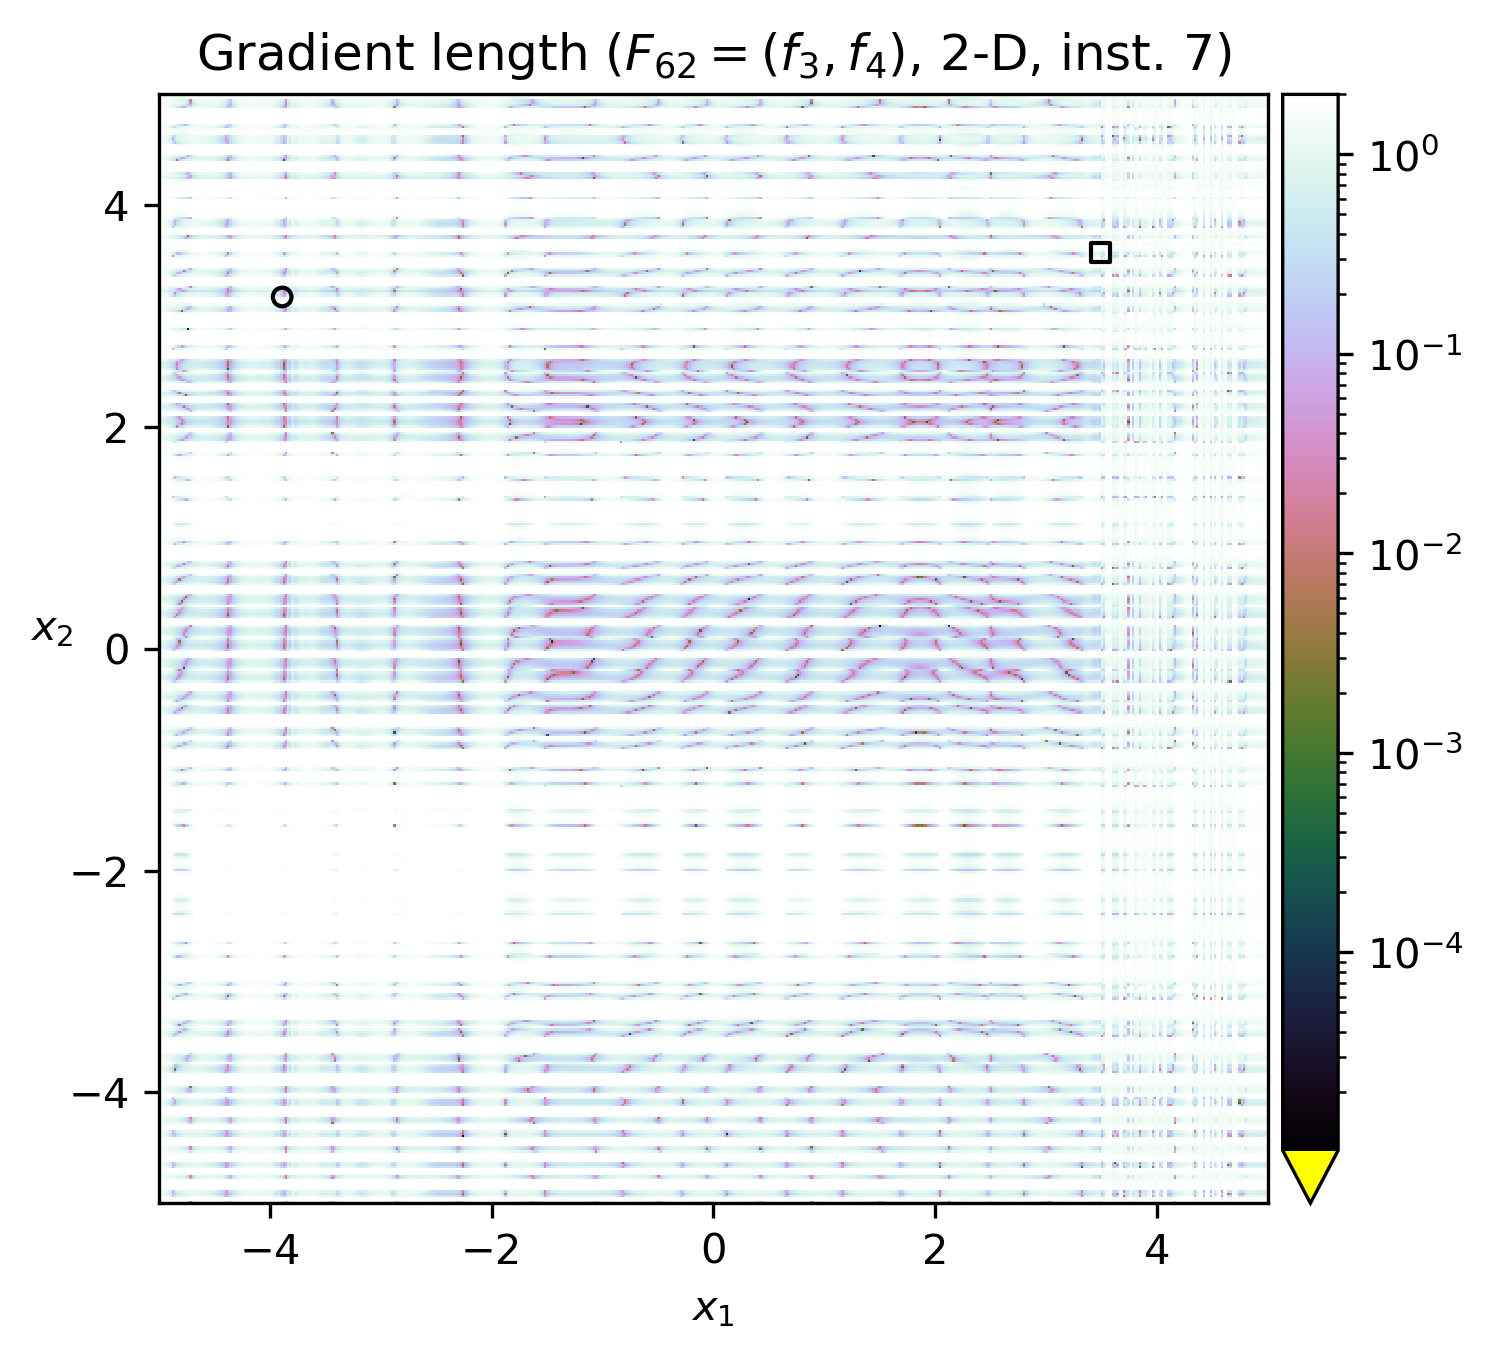 Gradient length (F₆₂ = (f₃, f₄), 2-D, inst. 7)
4
2
0
−2
−4
x₂
−4 −2 0 2 4
x₁
10⁰
10⁻¹
10⁻²
10⁻³
10⁻⁴